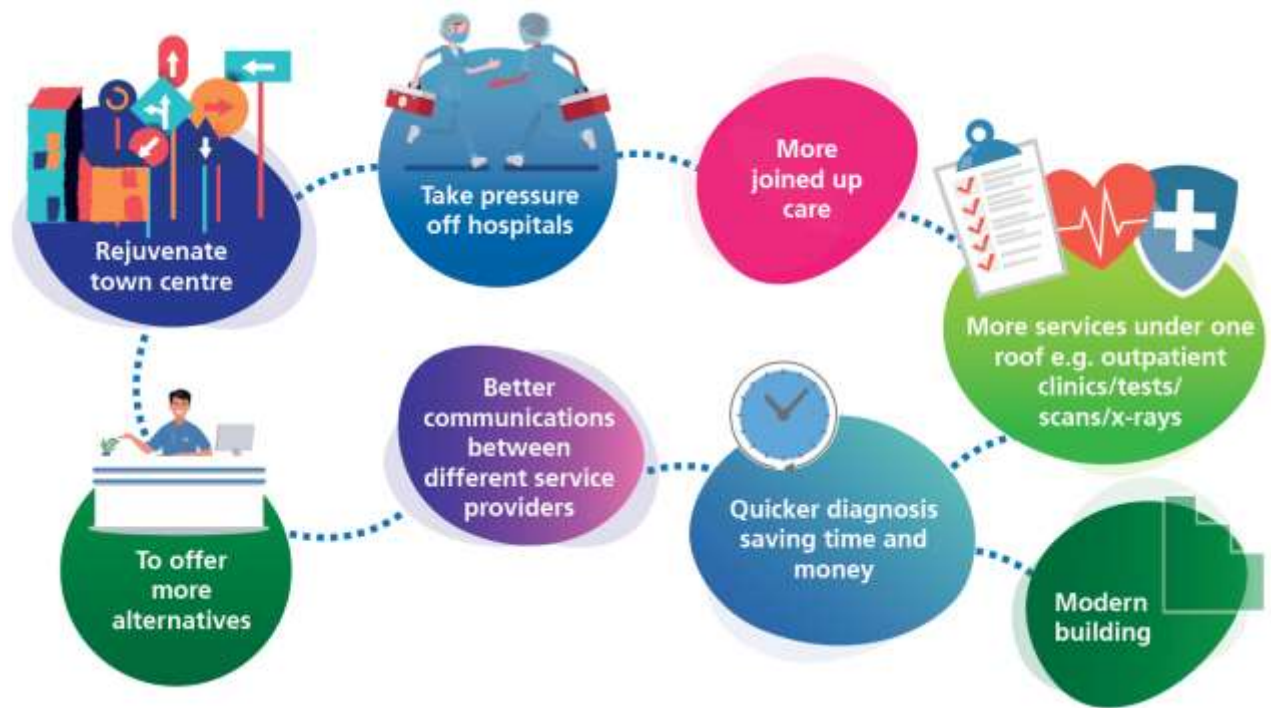 Rejuvenate
town centre
Take pressure
off hospitals
More
joined up
care
More services under one
roof e.g. outpatient
clinics/tests/
scans/x-rays
Better
communications
between
different service
providers
Quicker diagnosis
saving time and
money
To offer
more
alternatives
Modern
building